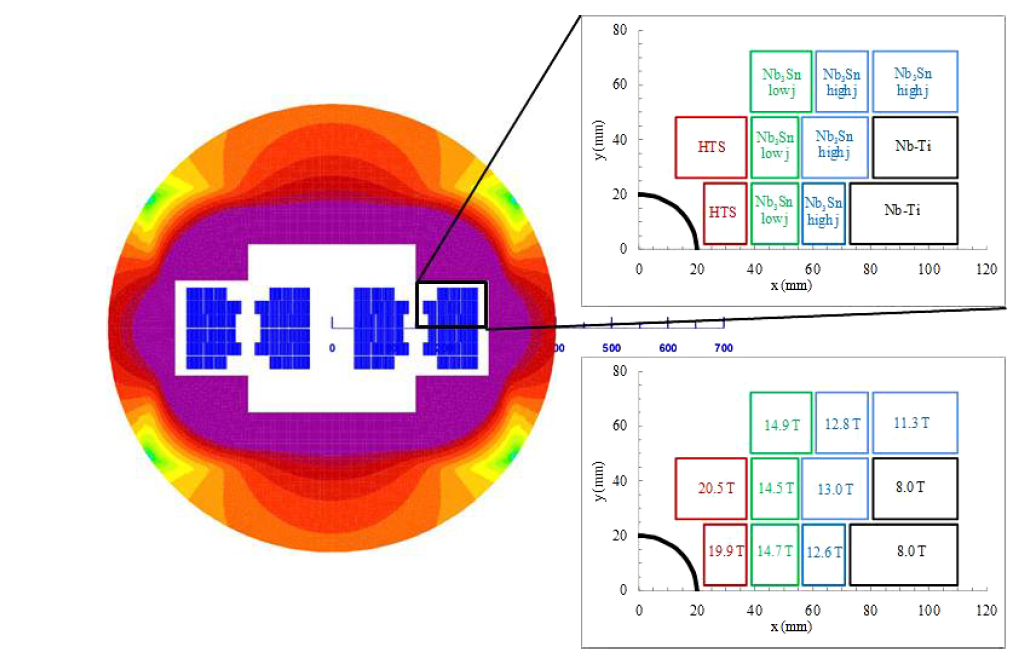 80
60
40
20
0
y (mm)
Nb₃Sn
low j
Nb₃Sn
high j
Nb₃Sn
high j
HTS
Nb₃Sn
low j
Nb₃Sn
high j
Nb-Ti
HTS
Nb₃Sn
low j
Nb₃Sn
high j
Nb-Ti
0 20 40 60 80 100 120
x (mm)
0
00 500 600 700
80
60
40
20
0
y (mm)
14.9 T 12.8 T 11.3 T
20.5 T 14.5 T 13.0 T 8.0 T
19.9 T 14.7 T 12.6 T 8.0 T
0 20 40 60 80 100 120
x (mm)